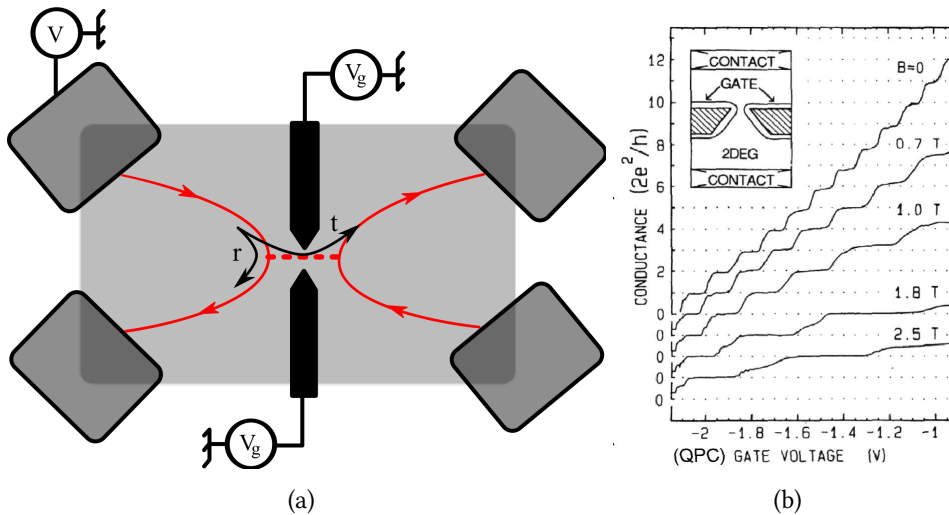 V
V_g
t
r
V_g
(a)
CONDUCTANCE (2e²/h)
12
10
8
6
4
2
0
0
0
0
0
CONTACT
GATE
2DEG
CONTACT
B=0
0.7 T
1.0 T
1.8 T
2.5 T
-2 -1.8 -1.6 -1.4 -1.2 -1
(QPC) GATE VOLTAGE (V)
(b)